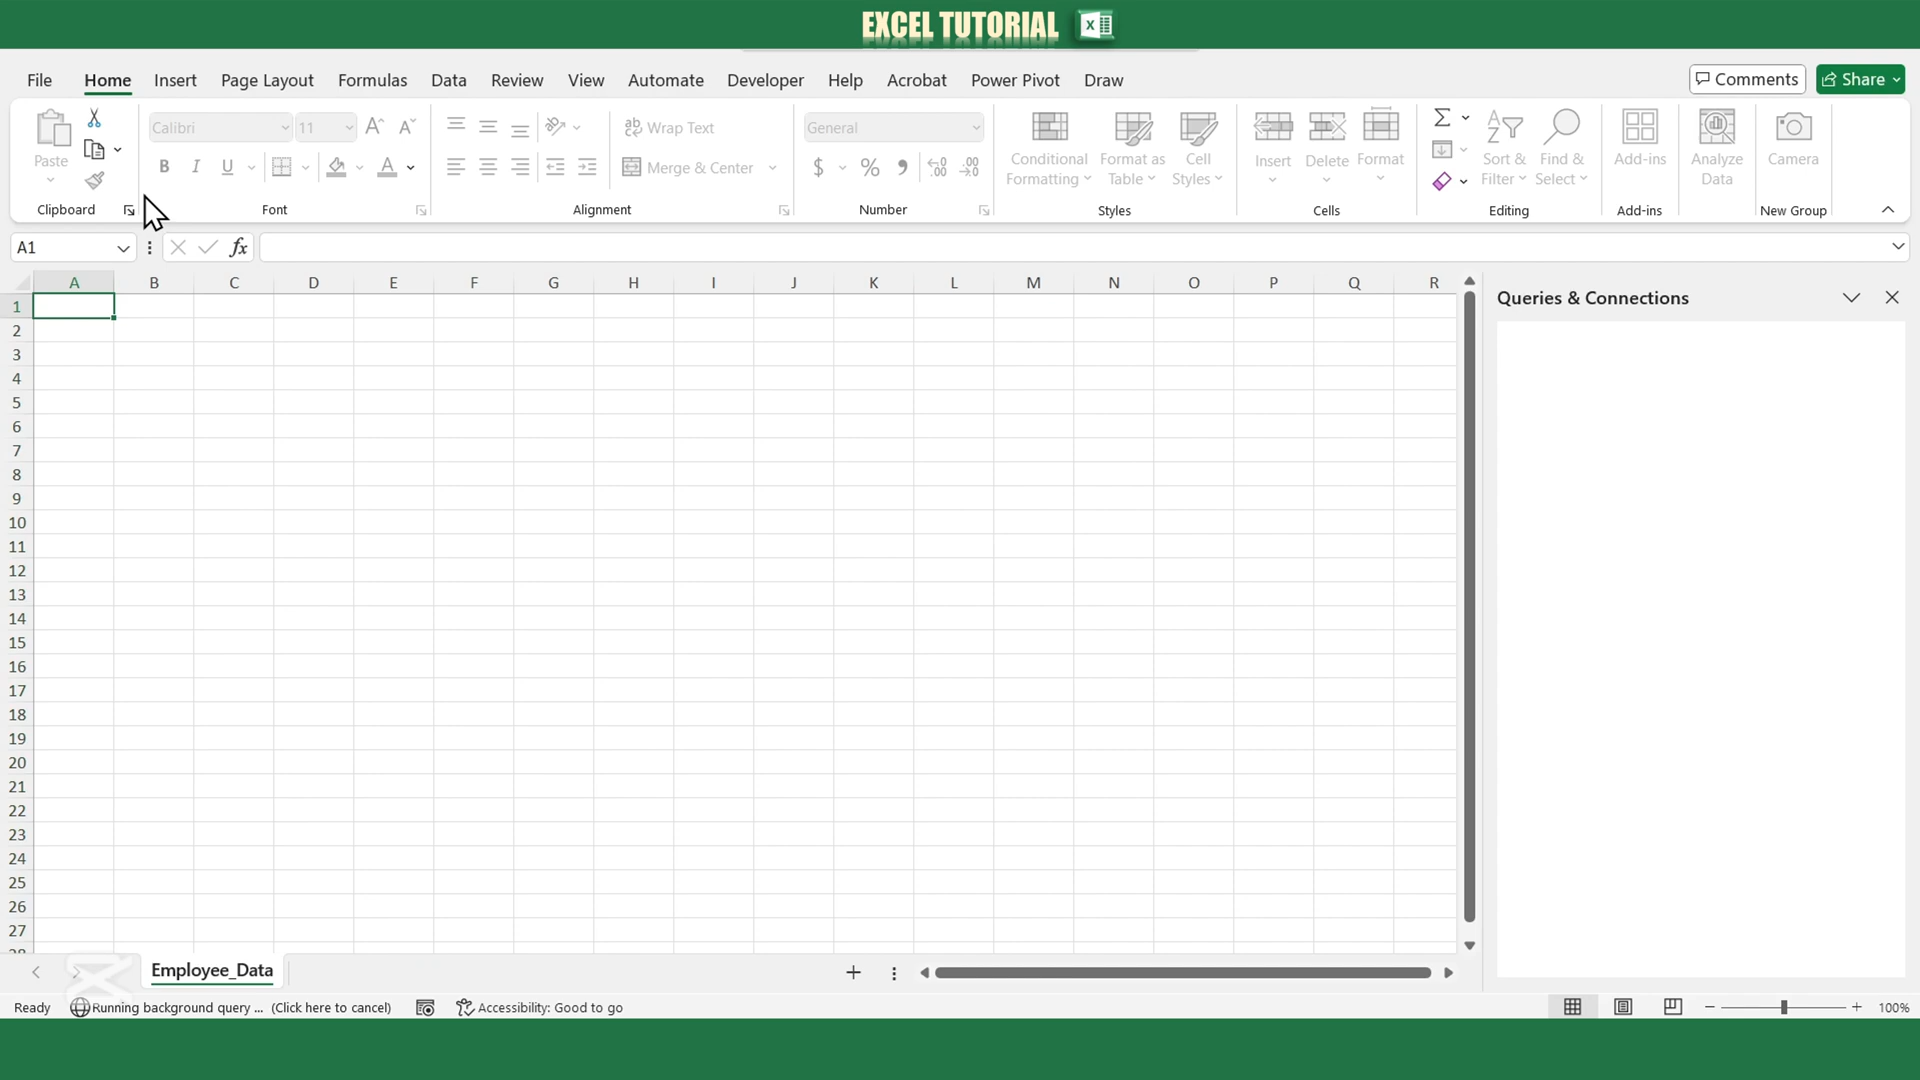 EXCEL TUTORIAL
File Home Insert Page Layout Formulas Data Review View Automate Developer Help Acrobat Power Pivot Draw Comments Share
Calibri 11 Wrap Text General
Paste B I U A Merge & Center $ % Conditional Formatting Format as Table Cell Styles Insert Delete Format Sort & Filter Find & Select Add-ins Analyze Data Camera
Clipboard Font Alignment Number Styles Cells Editing Add-ins New Group
A1 fx
A B C D E F G H I J K L M N O P Q R
Queries & Connections
1
2
3
4
5
6
7
8
9
10
11
12
13
14
15
16
17
18
19
20
21
22
23
24
25
26
27
28
Employee_Data
Ready Running background query ... (Click here to cancel) Accessibility: Good to go 100%